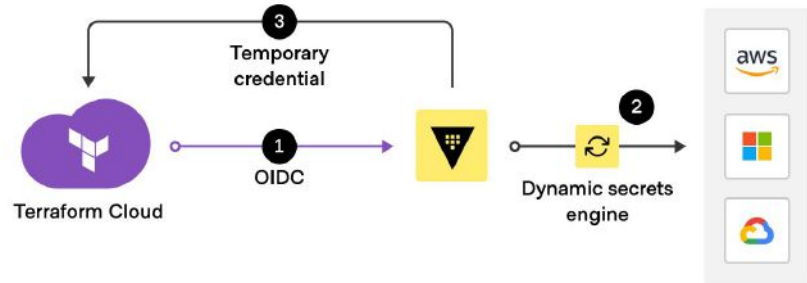 3
Temporary
credential
aws
2
1
OIDC
Terraform Cloud
Dynamic secrets
engine